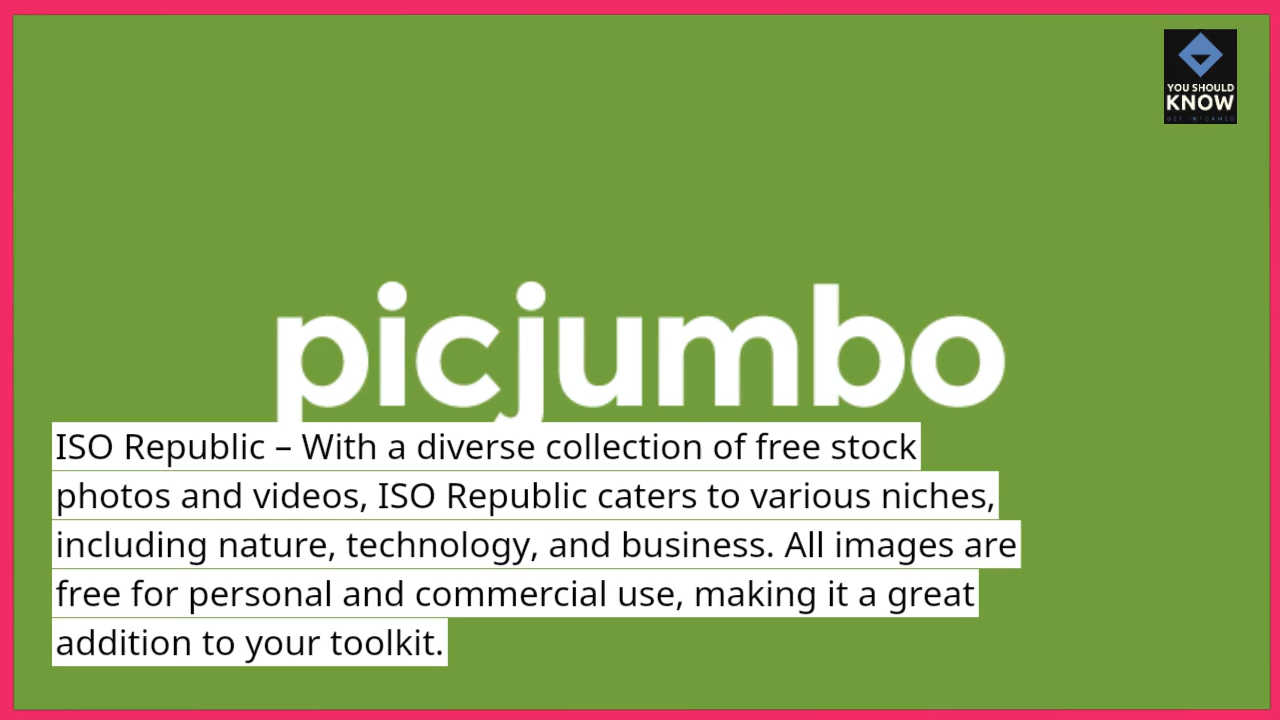 YOU SHOULD
KNOW
GET INFORMED
picjumbo
ISO Republic – With a diverse collection of free stock
photos and videos, ISO Republic caters to various niches,
including nature, technology, and business. All images are
free for personal and commercial use, making it a great
addition to your toolkit.